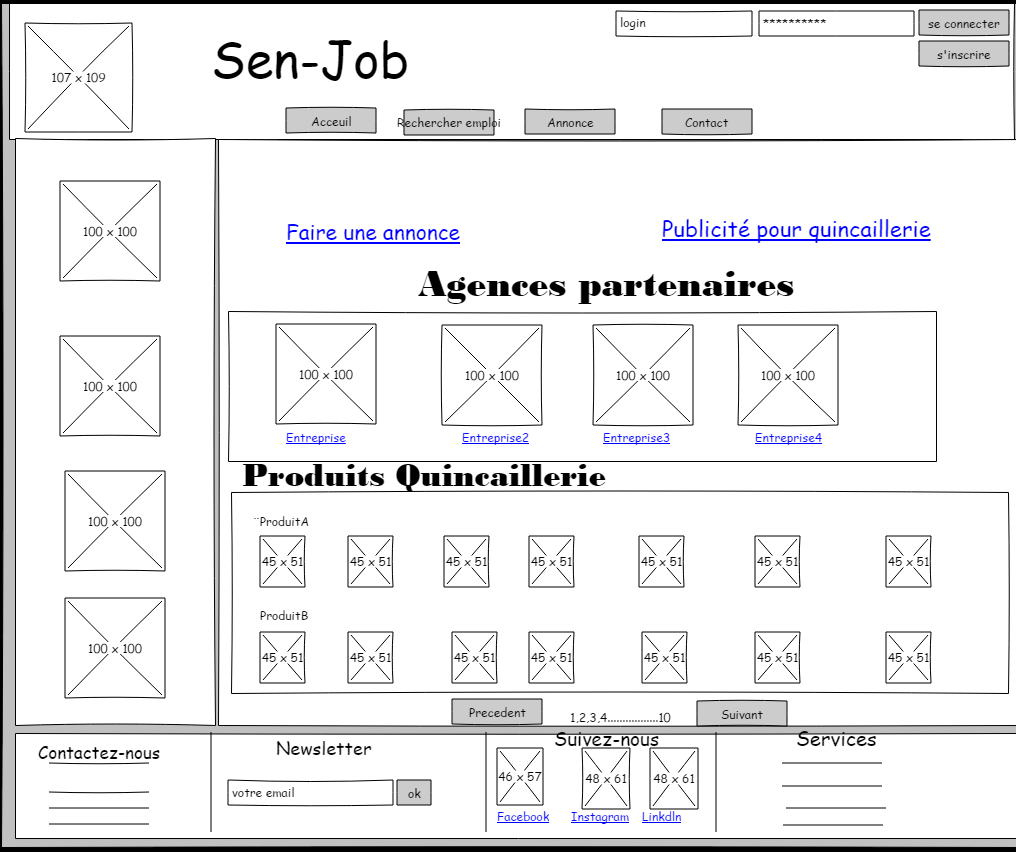 login
**********
se connecter
107 x 109
Sen-Job
s'inscrire
Acceuil
Rechercher emploi
Annonce
Contact
100 x 100
100 x 100
100 x 100
100 x 100
Faire une annonce
Publicité pour quincaillerie
Agences partenaires
100 x 100
100 x 100
100 x 100
100 x 100
Entreprise
Entreprise2
Entreprise3
Entreprise4
Produits Quincaillerie
ProduitA
45 x 51
45 x 51
45 x 51
45 x 51
45 x 51
45 x 51
45 x 51
ProduitB
45 x 51
45 x 51
45 x 51
45 x 51
45 x 51
45 x 51
45 x 51
Precedent
1,2,3,4.................10
Suivant
Contactez-nous
Newsletter
votre email
ok
Suivez-nous
46 x 57
48 x 61
48 x 61
Facebook
Instagram
LinkdIn
Services